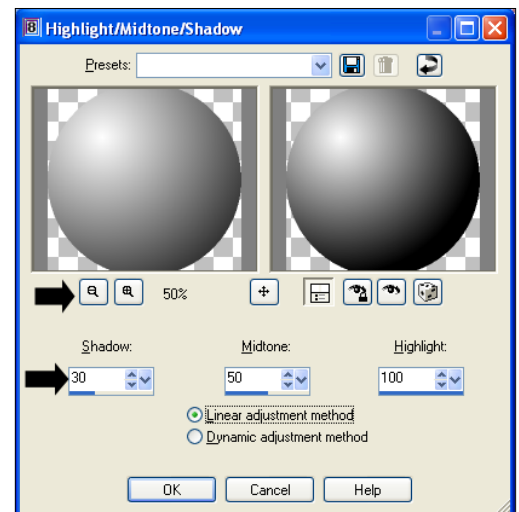 8 Highlight/Midtone/Shadow
Presets:
50%
Shadow: Midtone: Highlight:
30 50 100
Linear adjustment method
Dynamic adjustment method
OK Cancel Help